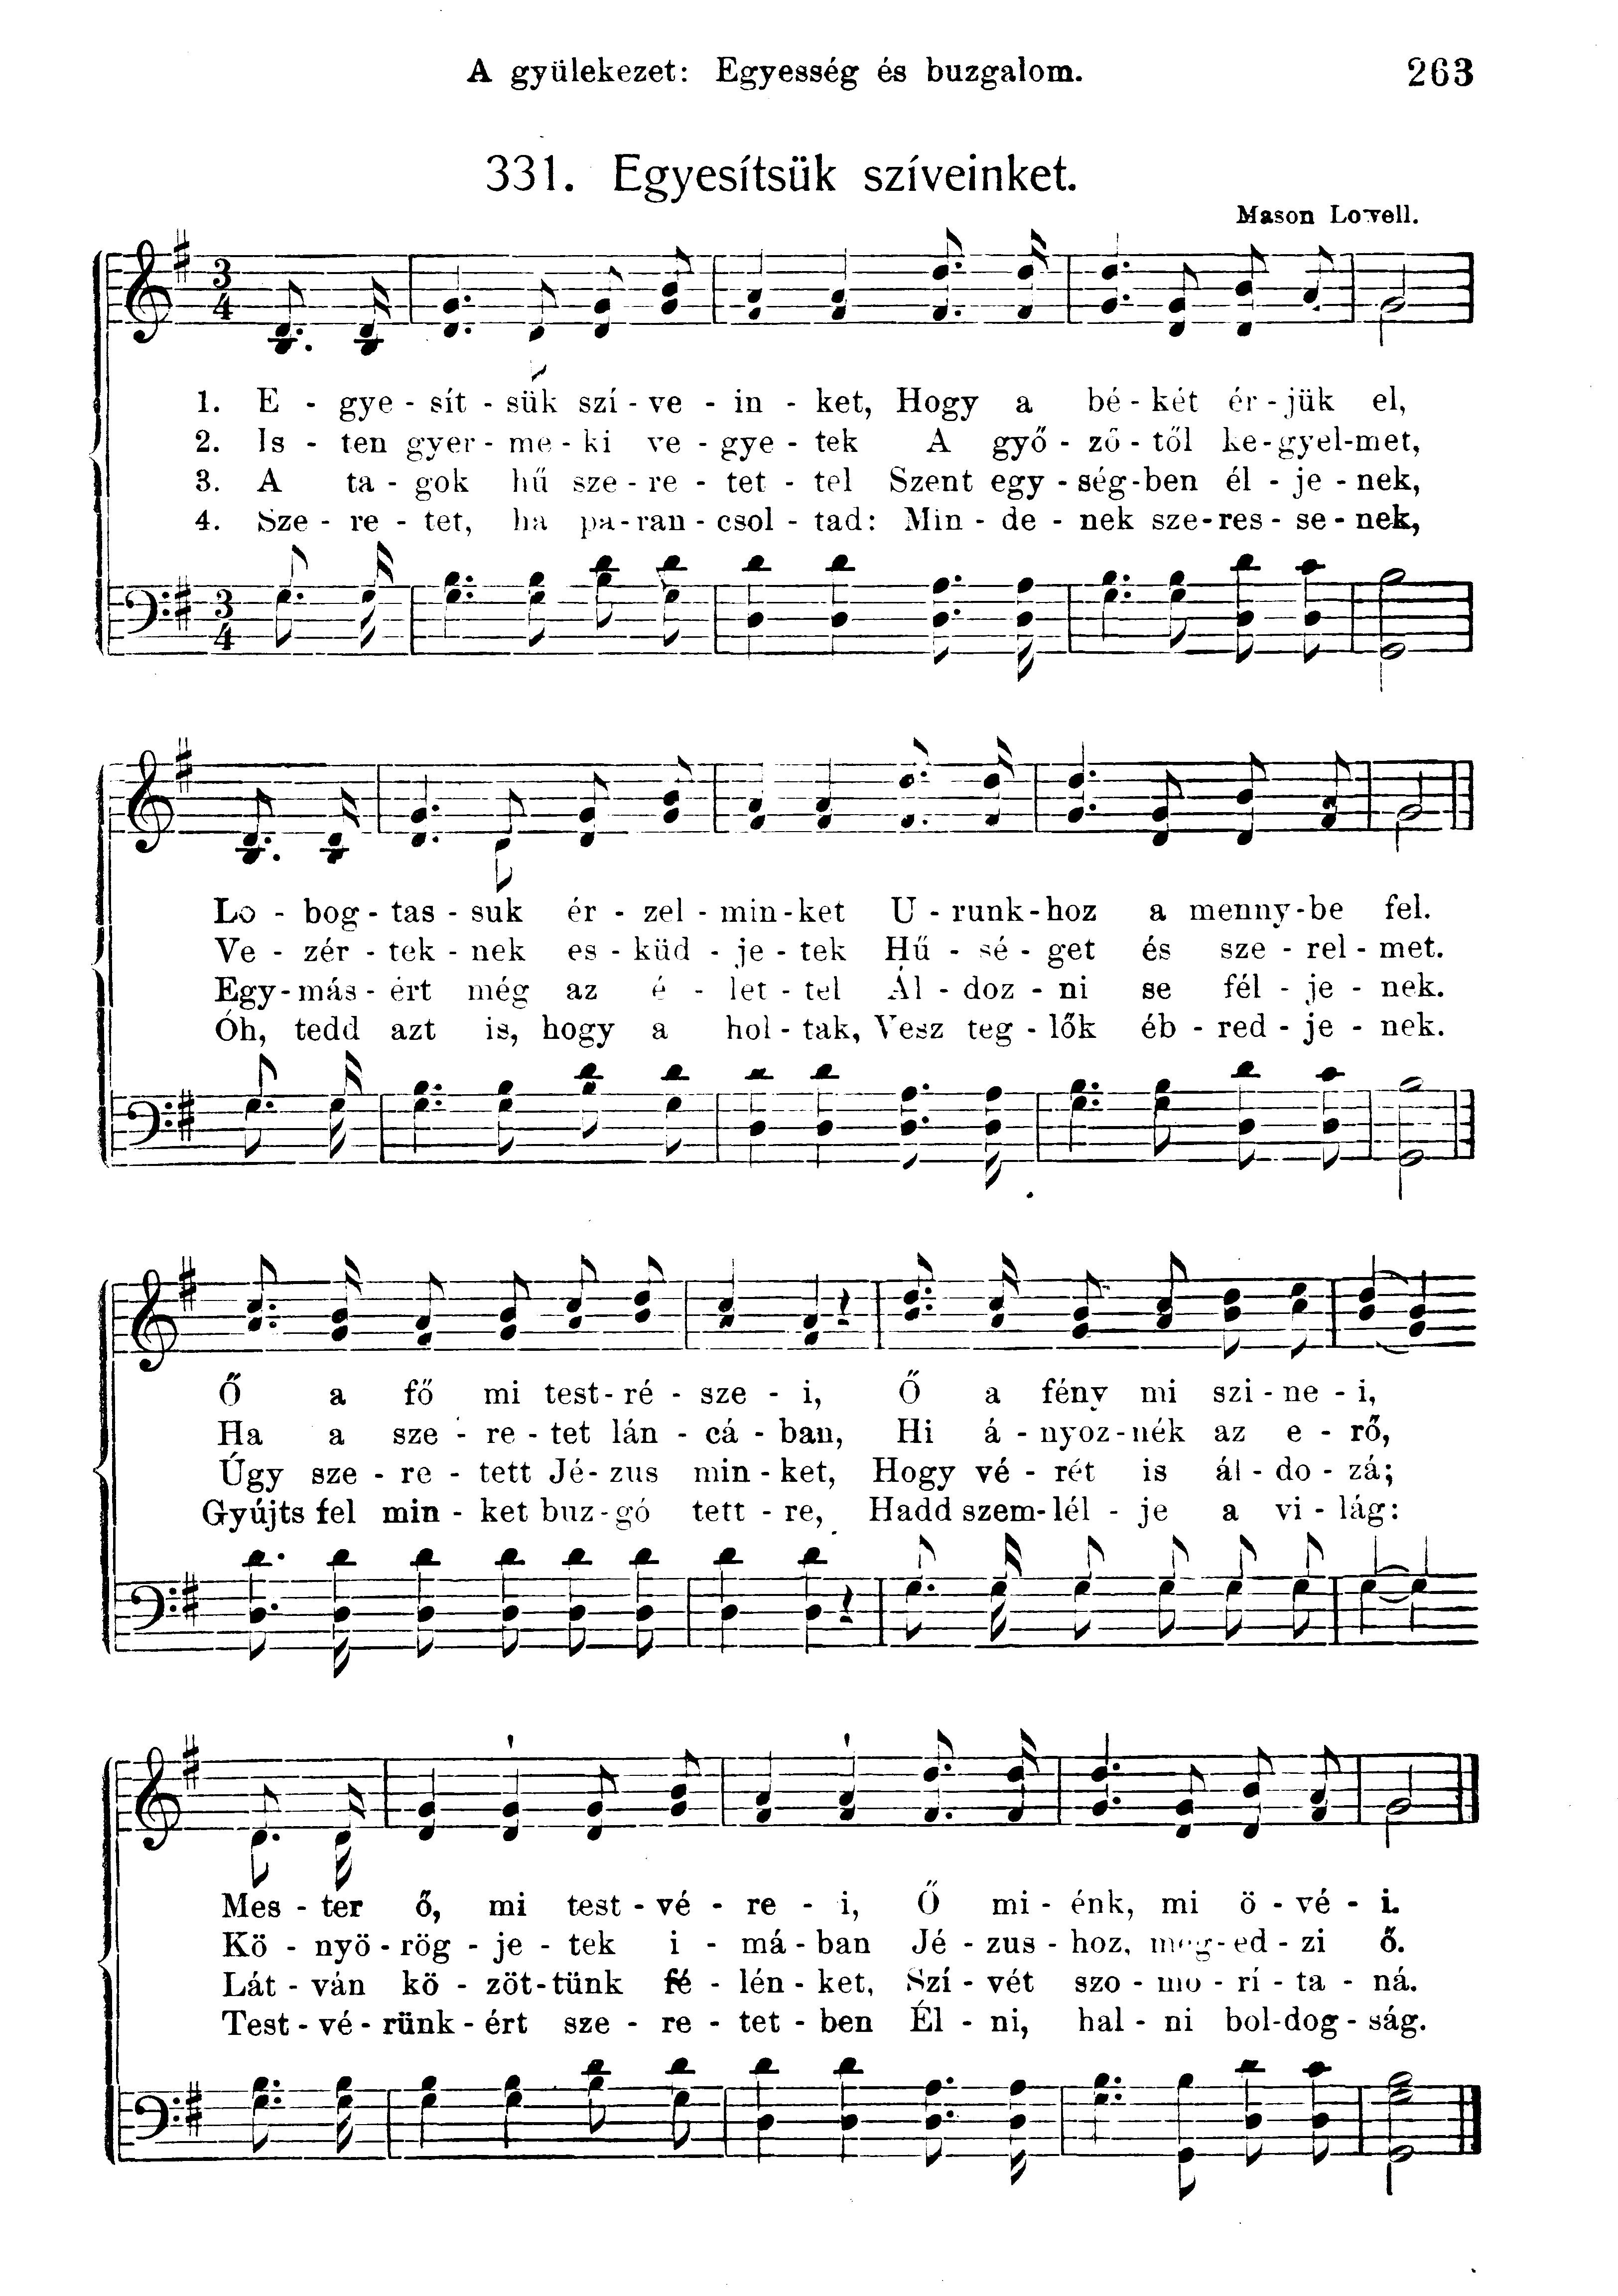 A gyülekezet: Egyesség és buzgalom. 263
331. Egyesítsük szíveinket.
Mason Lowell.
3
4
1. E - gye - sít - sük szí - ve - in - ket, Hogy a bé - két ér - jük el,
2. Is - ten gyer - me - ki ve - gye - tek A győ - ző - től ke - gyel - met,
3. A ta - gok hű sze - re - tet - tel Szent egy - ség - ben él - je - nek,
4. Sze - re - tet, ha pa - ran - csol - tad: Min - de - nek sze - res - se - nek,
3
4
Lo - bog - tas - suk ér - zel - min - ket U - runk - hoz a menny - be fel.
Ve - zér - tek - nek es - küd - je - tek Hű - sé - get és sze - rel - met.
Egy - más - ért még az é - let - tel Ál - doz - ni se fél - je - nek.
Óh, tedd azt is, hogy a hol - tak, Vesz teg - lők éb - red - je - nek.
Ő a fő mi test - ré - sze - i, Ő a fény mi szi - ne - i,
Ha a sze - re - tet lán - cá - ban, Hi á - nyoz - nék az e - rő,
Úgy sze - re - tett Jé - zus min - ket, Hogy vé - rét is ál - do - zá;
Gyújts fel min - ket buz - gó tett - re, Hadd szem - lél - je a vi - lág:
Mes - ter ő, mi test - vé - re - i, Ő mi - énk, mi ö - vé - i.
Kö - nyö - rög - je - tek i - má - ban Jé - zus - hoz, meg - ed - zi ő.
Lát - ván kö - zöt - tünk fé - lén - ket, Szí - vét szo - mo - rí - ta - ná.
Test - vé - rünk - ért sze - re - tet - ben Él - ni, hal - ni bol - dog - ság.